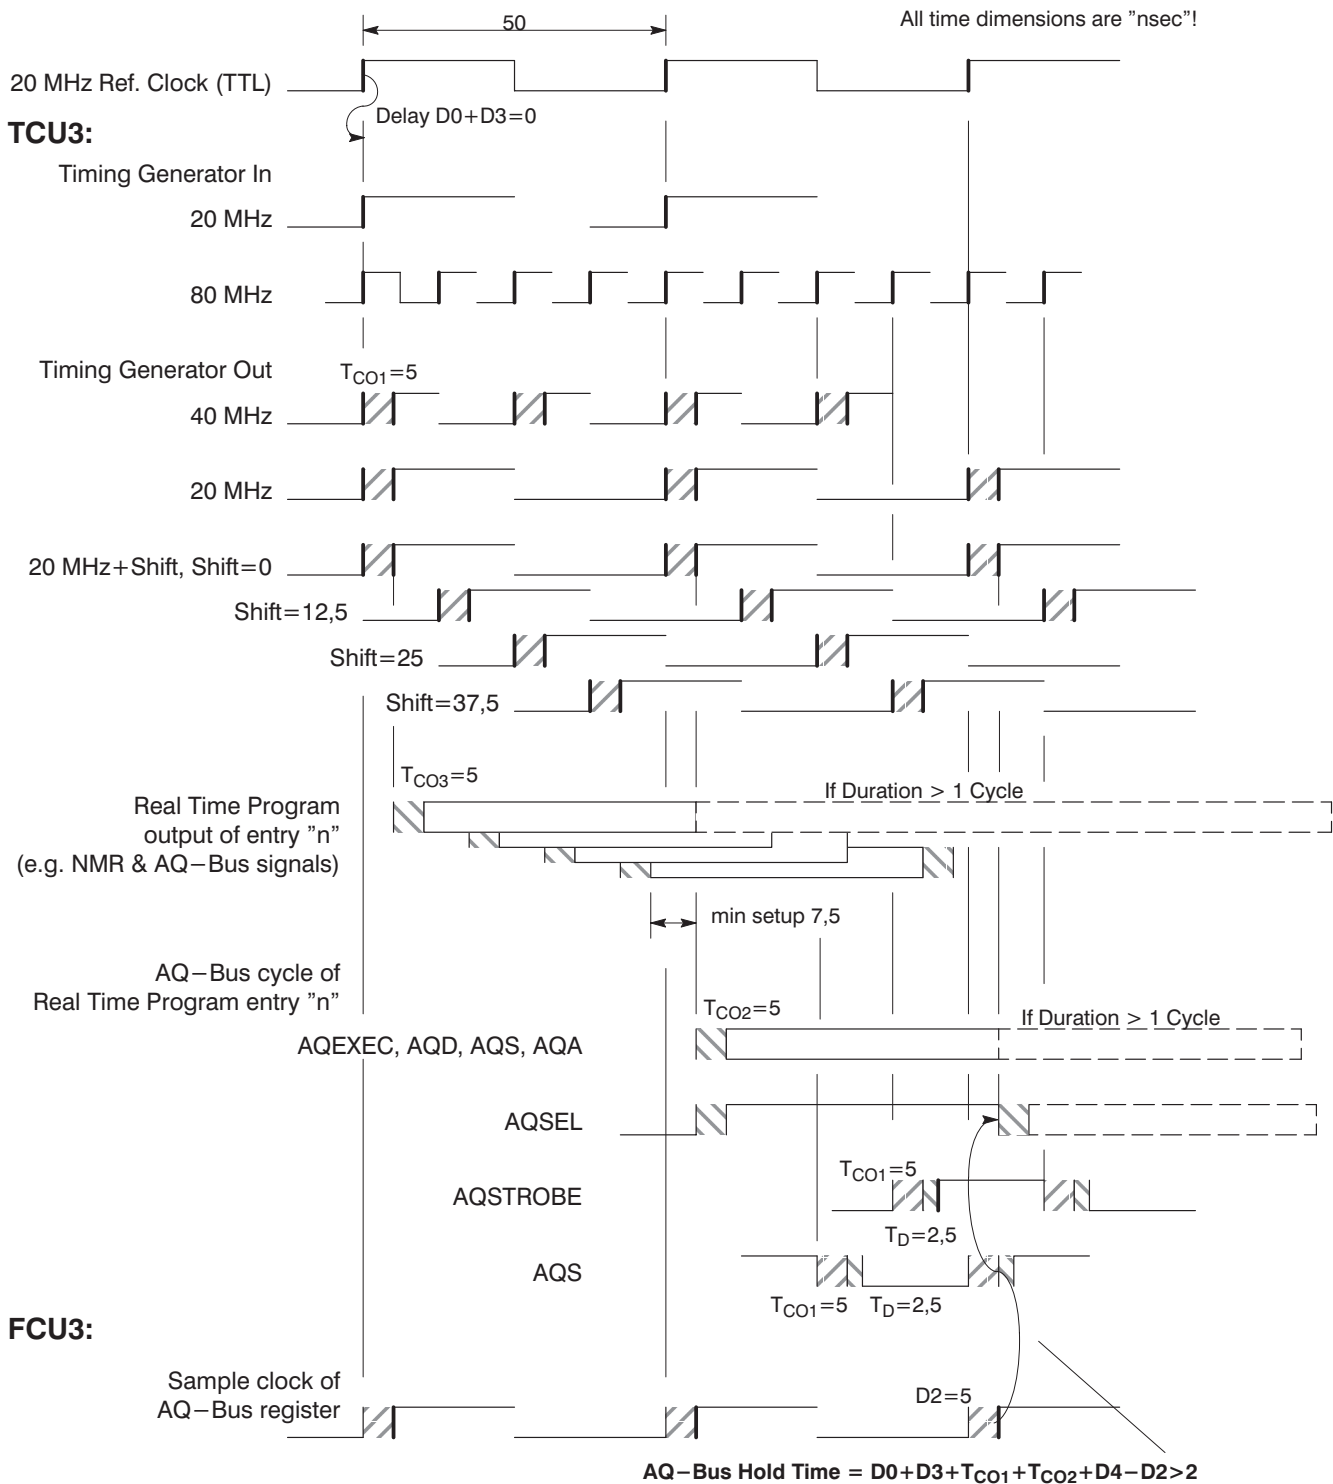 All time dimensions are ”nsec”!
50
20 MHz Ref. Clock (TTL)
Delay D0+D3=0
TCU3:
Timing Generator In
20 MHz
80 MHz
Timing Generator Out
TCO1=5
40 MHz
20 MHz
20 MHz+Shift, Shift=0
Shift=12,5
Shift=25
Shift=37,5
TCO3=5
If Duration > 1 Cycle
Real Time Program
output of entry ”n”
(e.g. NMR & AQ−Bus signals)
min setup 7,5
AQ−Bus cycle of
Real Time Program entry ”n”
TCO2=5
If Duration > 1 Cycle
AQEXEC, AQD, AQS, AQA
AQSEL
TCO1=5
AQSTROBE
TD=2,5
AQS
TCO1=5
TD=2,5
FCU3:
Sample clock of
AQ−Bus register
D2=5
AQ−Bus Hold Time = D0+D3+TCO1+TCO2+D4−D2>2